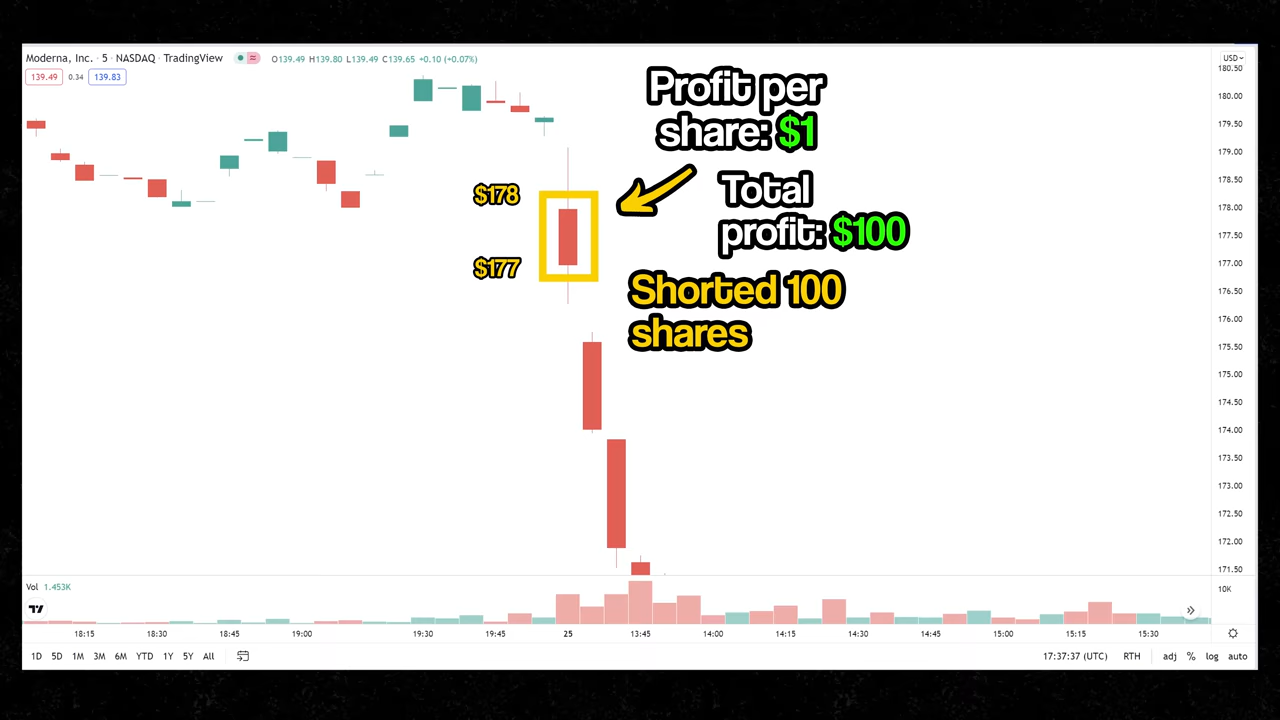 Moderna, Inc. · 5 · NASDAQ · TradingView
O139.49 H139.80 L139.49 C139.65 +0.10 (+0.07%)
139.49 0.34 139.83
USD
180.50
180.00
179.50
179.00
178.50
178.00
177.50
177.00
176.50
176.00
175.50
175.00
174.50
174.00
173.50
173.00
172.50
172.00
171.50
10K
Profit per
share: $1
Total
profit: $100
$178
$177
Shorted 100
shares
Vol 1.453K
18:15 18:30 18:45 19:00 19:30 19:45 25 13:45 14:00 14:15 14:30 14:45 15:00 15:15 15:30
1D 5D 1M 3M 6M YTD 1Y 5Y All 17:37:37 (UTC) RTH adj % log auto